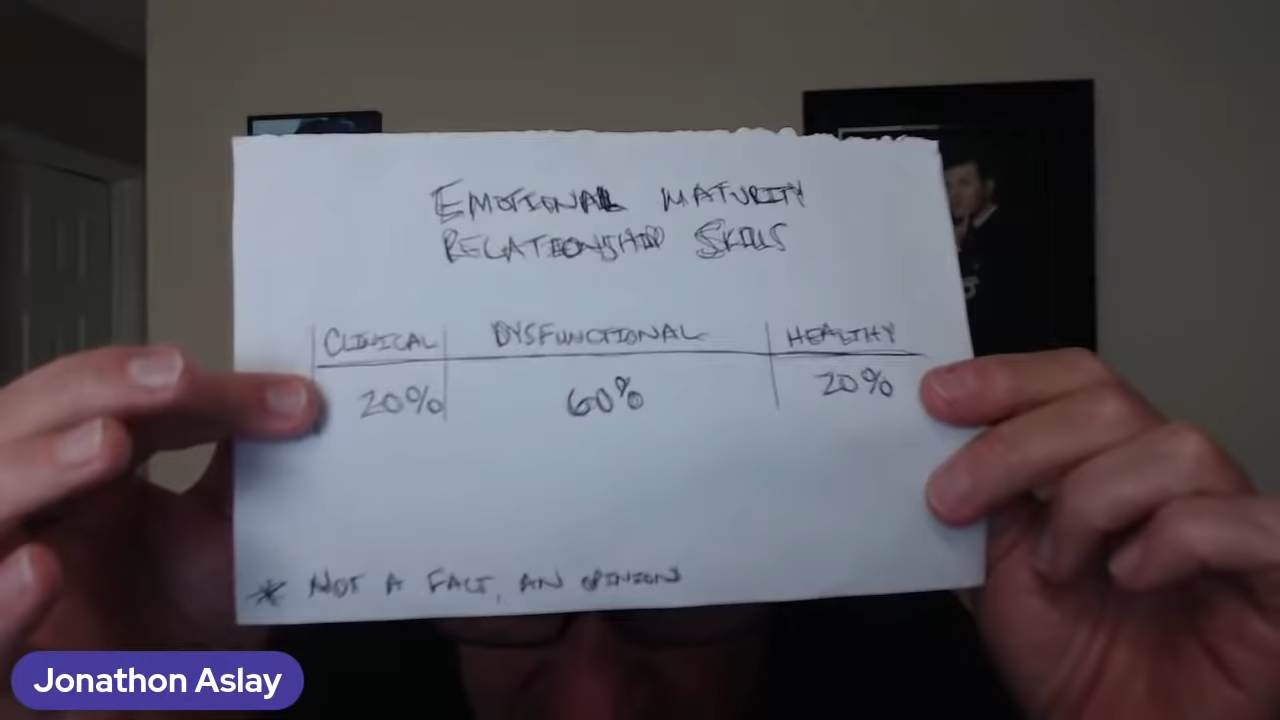 EMOTIONAL MATURITY
RELATIONSHIP SKILLS
CLINICAL DYSFUNCTIONAL HEALTHY
20% 60% 20%
* NOT A FACT, AN OPINION
Jonathon Aslay